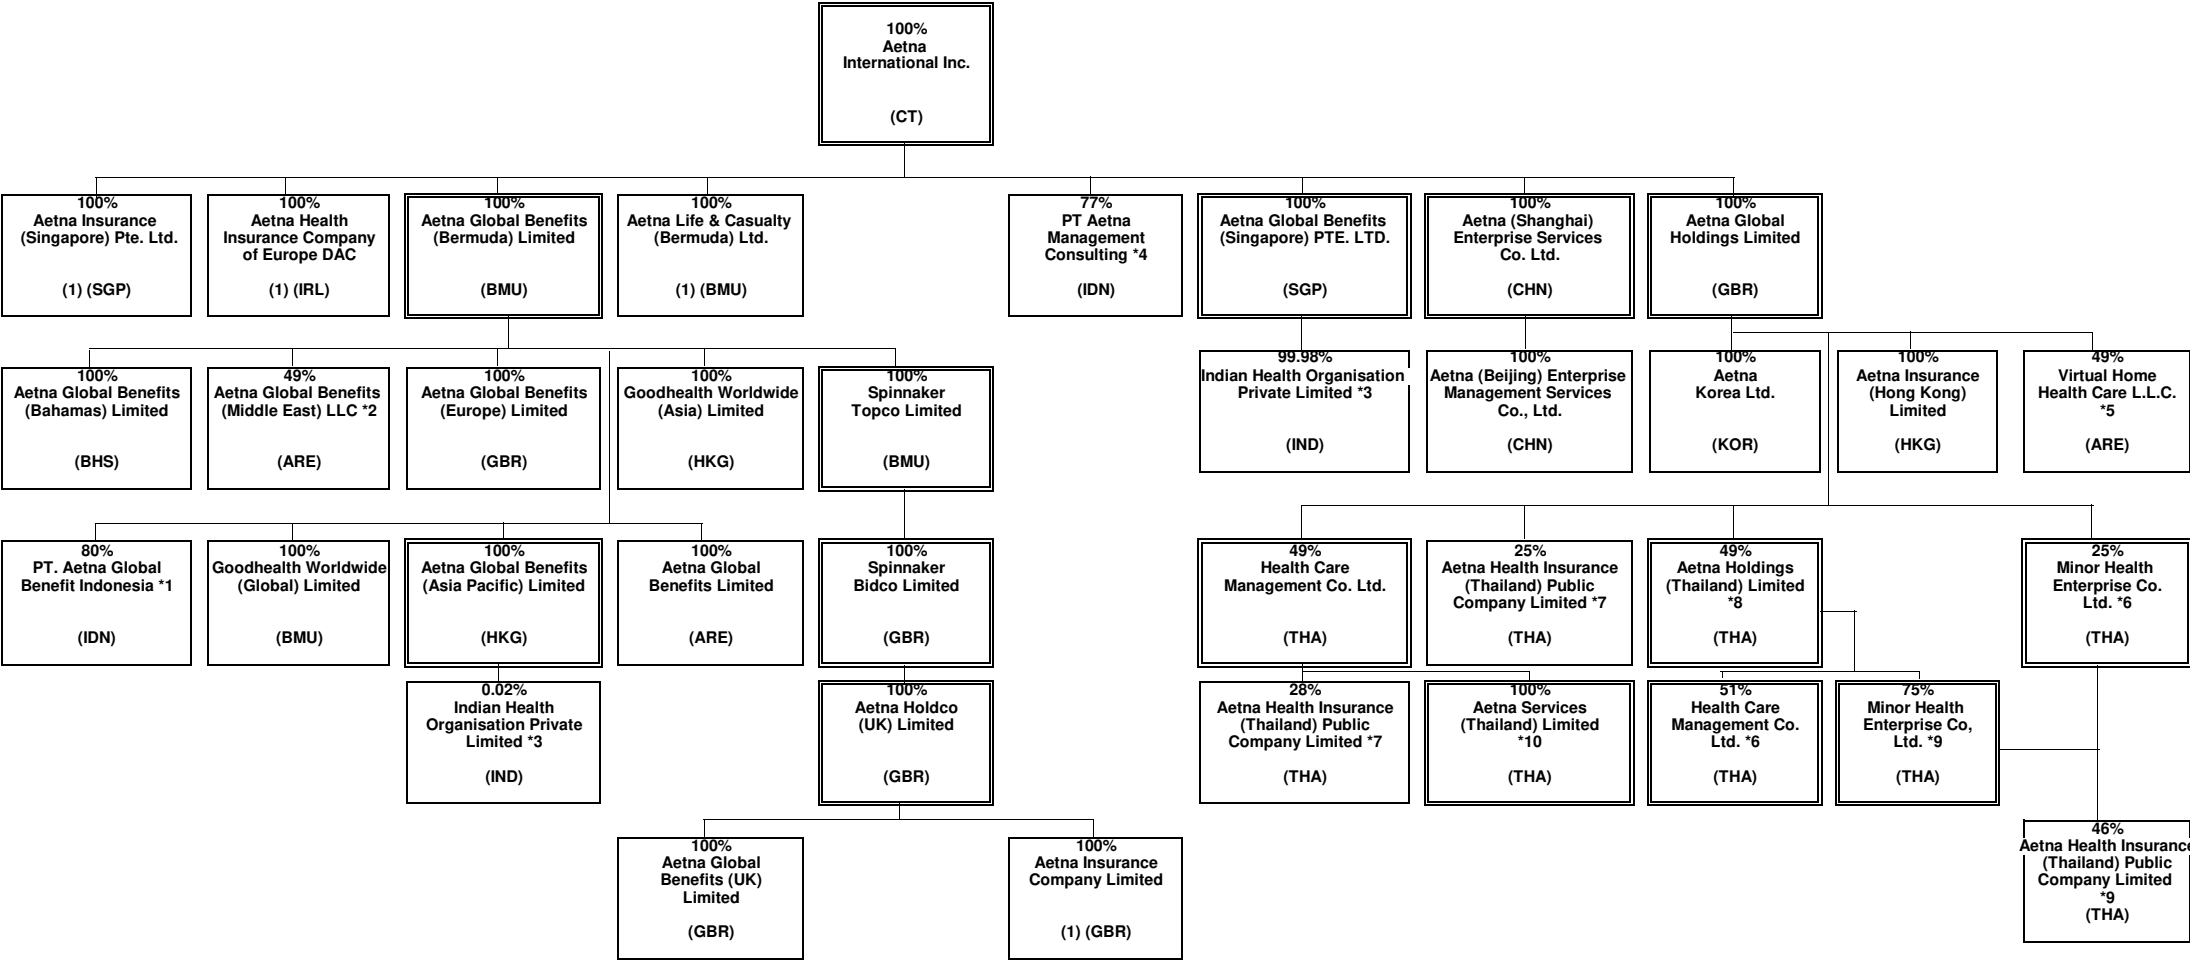 100%
Aetna
International Inc.
(CT)
100%
Aetna Insurance
(Singapore) Pte. Ltd.
(1) (SGP)
100%
Aetna Health
Insurance Company
of Europe DAC
(1) (IRL)
100%
Aetna Global Benefits
(Bermuda) Limited
(BMU)
100%
Aetna Life & Casualty
(Bermuda) Ltd.
(1) (BMU)
77%
PT Aetna
Management
Consulting *4
(IDN)
100%
Aetna Global Benefits
(Singapore) PTE. LTD.
(SGP)
100%
Aetna (Shanghai)
Enterprise Services
Co. Ltd.
(CHN)
100%
Aetna Global
Holdings Limited
(GBR)
100%
Aetna Global Benefits
(Bahamas) Limited
(BHS)
49%
Aetna Global Benefits
(Middle East) LLC *2
(ARE)
100%
Aetna Global Benefits
(Europe) Limited
(GBR)
100%
Goodhealth Worldwide
(Asia) Limited
(HKG)
100%
Spinnaker
Topco Limited
(BMU)
99.98%
Indian Health Organisation
Private Limited *3
(IND)
100%
Aetna (Beijing) Enterprise
Management Services
Co., Ltd.
(CHN)
100%
Aetna
Korea Ltd.
(KOR)
100%
Aetna Insurance
(Hong Kong)
Limited
(HKG)
49%
Virtual Home
Health Care L.L.C.
*5
(ARE)
80%
PT. Aetna Global
Benefit Indonesia *1
(IDN)
100%
Goodhealth Worldwide
(Global) Limited
(BMU)
100%
Aetna Global Benefits
(Asia Pacific) Limited
(HKG)
100%
Aetna Global
Benefits Limited
(ARE)
100%
Spinnaker
Bidco Limited
(GBR)
49%
Health Care
Management Co. Ltd.
(THA)
25%
Aetna Health Insurance
(Thailand) Public
Company Limited *7
(THA)
49%
Aetna Holdings
(Thailand) Limited
*8
(THA)
25%
Minor Health
Enterprise Co.
Ltd. *6
(THA)
0.02%
Indian Health
Organisation Private
Limited *3
(IND)
100%
Aetna Holdco
(UK) Limited
(GBR)
28%
Aetna Health Insurance
(Thailand) Public
Company Limited *7
(THA)
100%
Aetna Services
(Thailand) Limited
*10
(THA)
51%
Health Care
Management Co.
Ltd. *6
(THA)
75%
Minor Health
Enterprise Co,
Ltd. *9
(THA)
100%
Aetna Global
Benefits (UK)
Limited
(GBR)
100%
Aetna Insurance
Company Limited
(1) (GBR)
46%
Aetna Health Insurance
(Thailand) Public
Company Limited
*9
(THA)